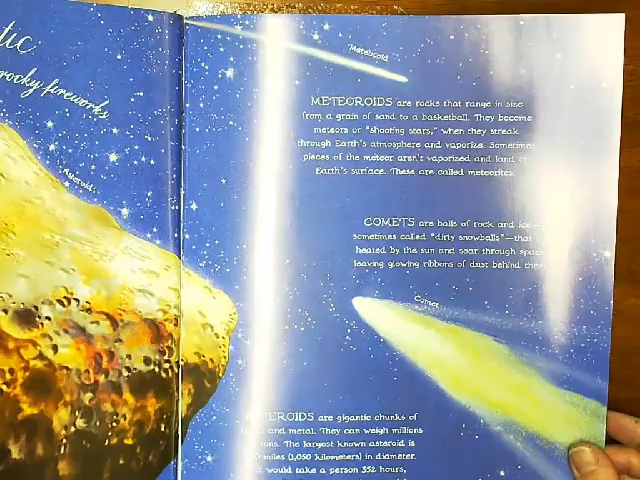 tic
rocky fireworks
Asteroid
Meteoroid
METEOROIDS are rocks that range in size
from a grain of sand to a basketball. They become
meteors or "shooting stars," when they streak
through Earth's atmosphere and vaporize. Sometimes
pieces of the meteor aren't vaporized and land
Earth's surface. These are called meteorites.
COMETS are balls of rock and ice—
sometimes called "dirty snowballs"—that
heated by the sun and soar through space
leaving glowing ribbons of dust behind them
Comet
TEROIDS are gigantic chunks of
and metal. They can weigh millions
tons. The largest known asteroid is
miles (1,050 kilometers) in diameter.
would take a person 352 hours,